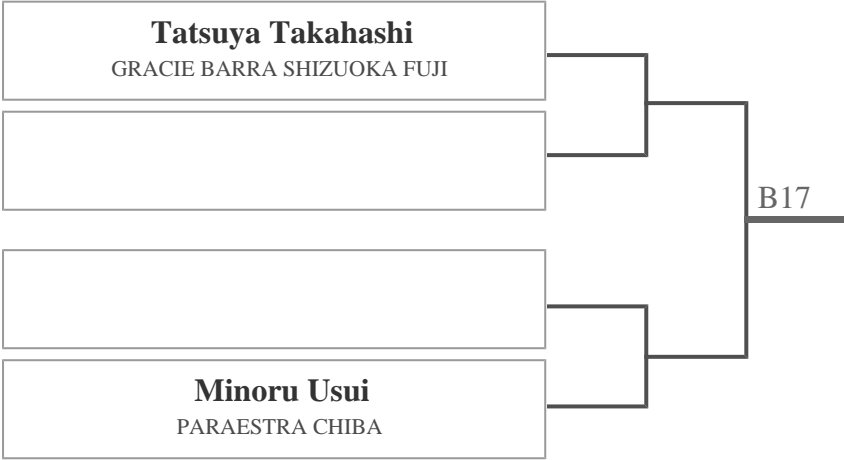 Tatsuya Takahashi
GRACIE BARRA SHIZUOKA FUJI
B17
Minoru Usui
PARAESTRA CHIBA